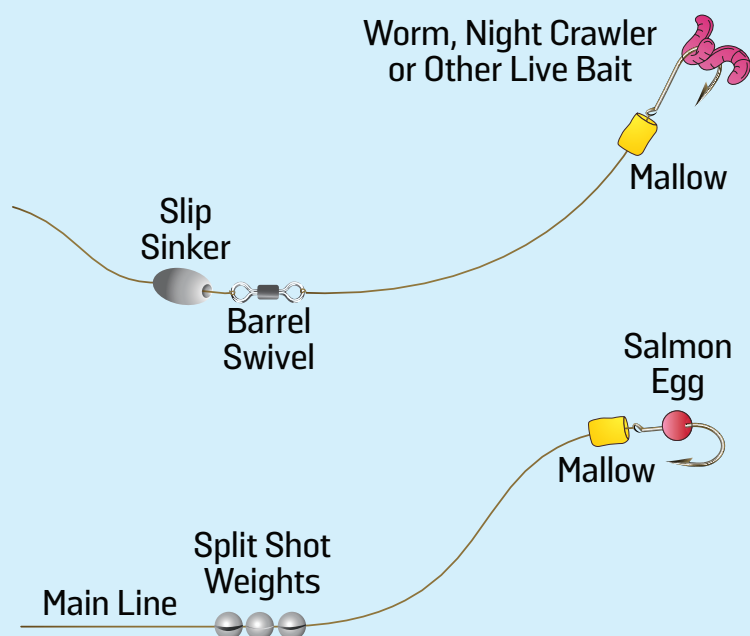 Worm, Night Crawler
or Other Live Bait
Mallow
Slip
Sinker
Barrel
Swivel
Salmon
Egg
Mallow
Split Shot
Weights
Main Line